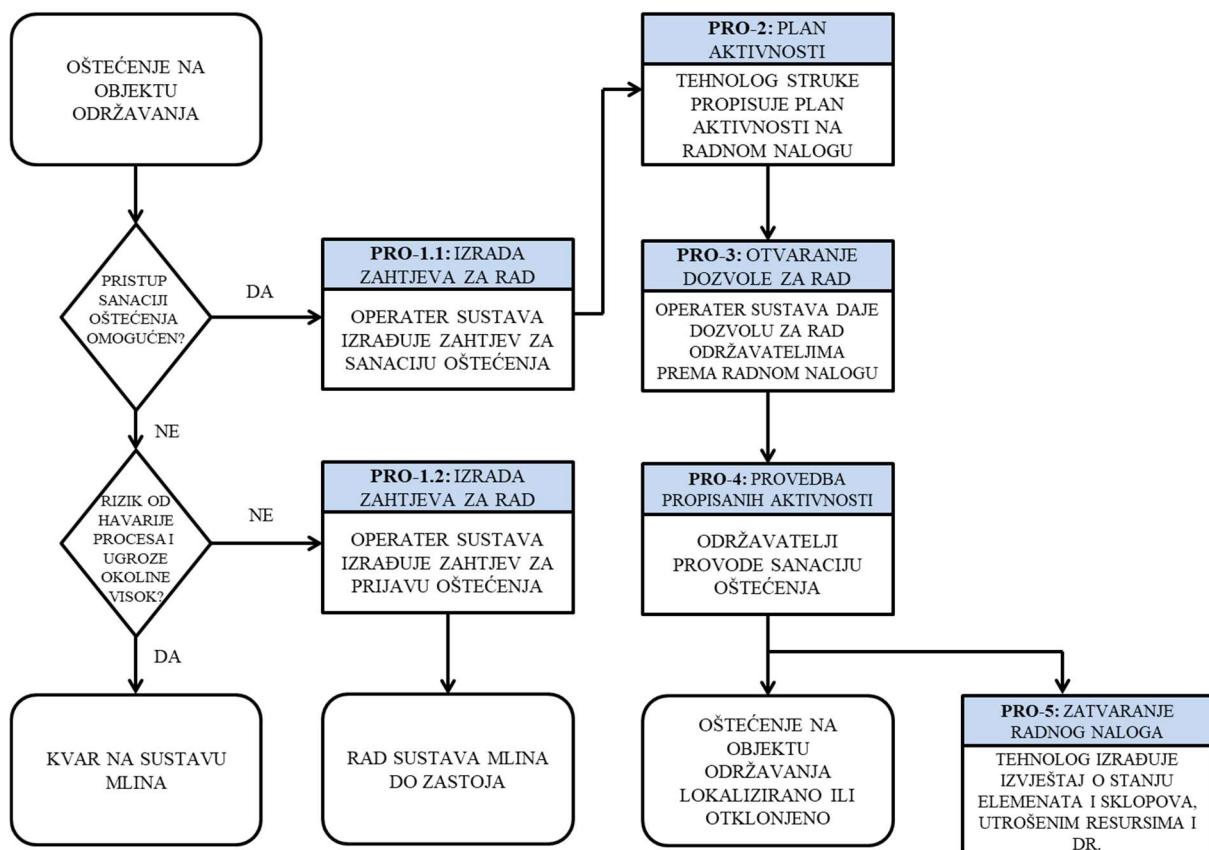 OŠTEĆENJE NA
OBJEKTU
ODRŽAVANJA
PRISTUP
SANACIJI
OŠTEĆENJA
OMOGUĆEN?
DA
PRO-1.1: IZRADA
ZAHTJEVA ZA RAD
OPERATER SUSTAVA
IZRAĐUJE ZAHTJEV ZA
SANACIJU OŠTEĆENJA
PRO-2: PLAN
AKTIVNOSTI
TEHNOLOG STRUKE
PROPISUJE PLAN
AKTIVNOSTI NA
RADNOM NALOGU
PRO-3: OTVARANJE
DOZVOLE ZA RAD
OPERATER SUSTAVA DAJE
DOZVOLU ZA RAD
ODRŽAVATELJIMA
PREMA RADNOM NALOGU
NE
RIZIK OD
HAVARIJE
PROCESA I
UGROZE
OKOLINE
VISOK?
NE
PRO-1.2: IZRADA
ZAHTJEVA ZA RAD
OPERATER SUSTAVA
IZRAĐUJE ZAHTJEV ZA
PRIJAVU OŠTEĆENJA
PRO-4: PROVEDBA
PROPISANIH AKTIVNOSTI
ODRŽAVATELJI
PROVODE SANACIJU
OŠTEĆENJA
DA
KVAR NA SUSTAVU
MLINA
RAD SUSTAVA MLINA
DO ZASTOJA
OŠTEĆENJE NA
OBJEKTU
ODRŽAVANJA
LOKALIZIRANO ILI
OTKLONJENO
PRO-5: ZATVARANJE
RADNOG NALOGA
TEHNOLOG IZRAĐUJE
IZVJEŠTAJ O STANJU
ELEMENATA I SKLOPOVA,
UTROŠENIM RESURSIMA I
DR.